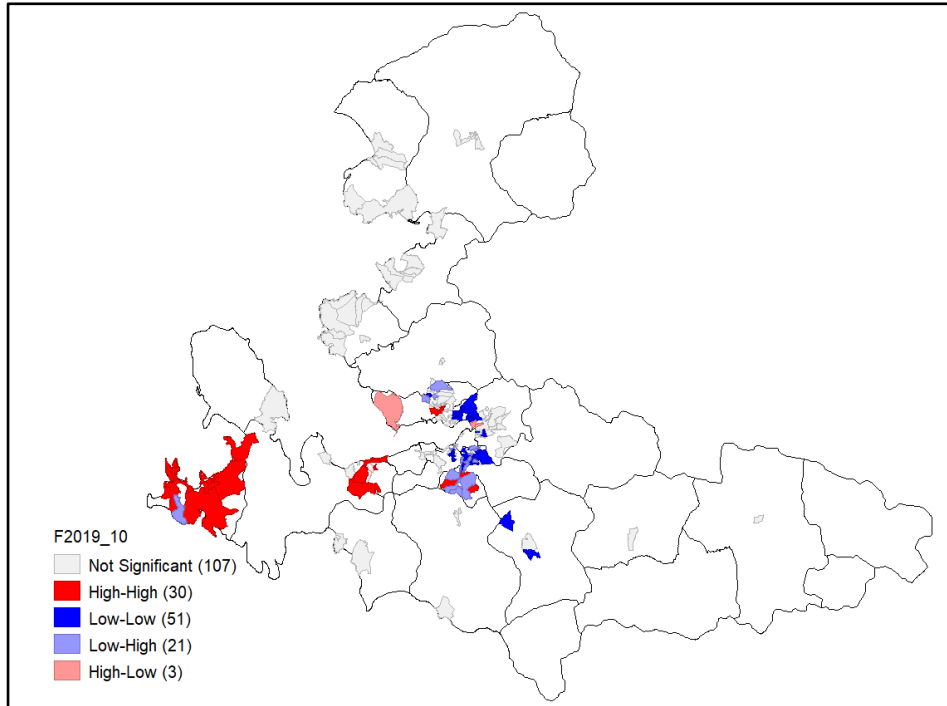 F2019_10
Not Significant (107)
High-High (30)
Low-Low (51)
Low-High (21)
High-Low (3)